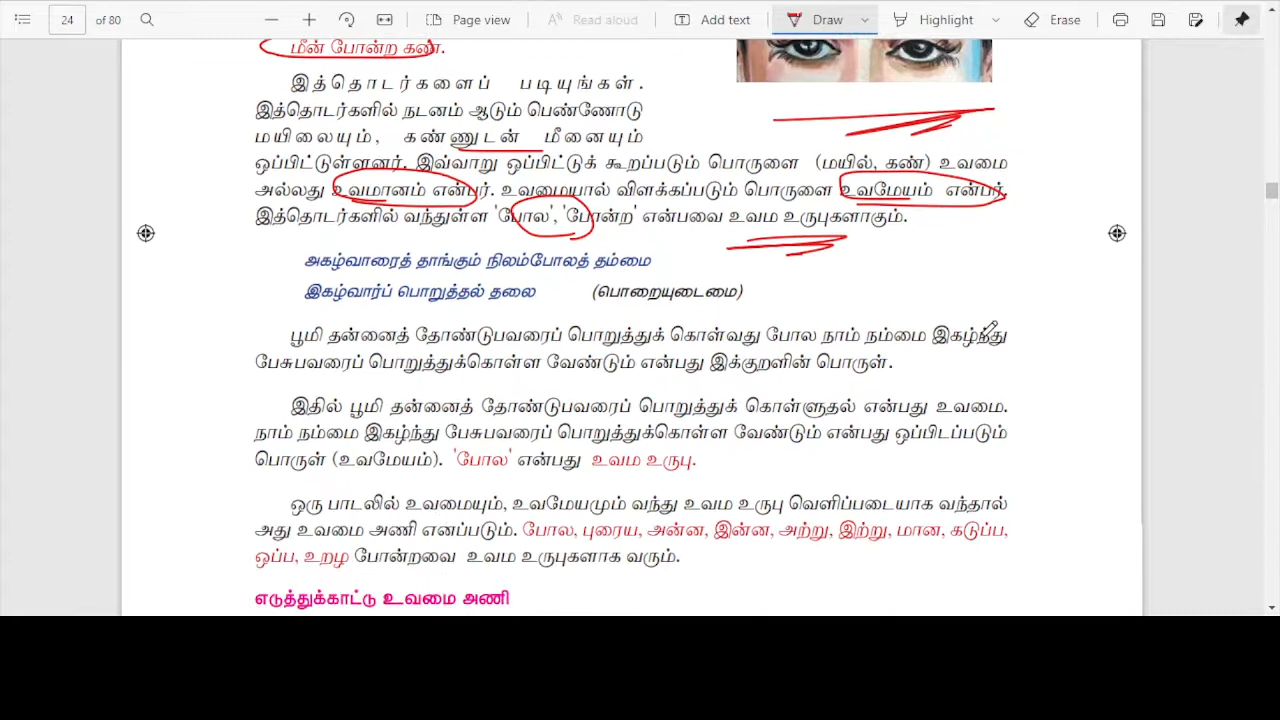 24 of 80 Page view Read aloud Add text Draw Highlight Erase
மீன் போன்ற கண்.
இத்தொடர்களைப் படியுங்கள்.
இத்தொடர்களில் நடனம் ஆடும் பெண்ணோடு
மயிலையும், கண்ணுடன் மீனையும்
ஒப்பிட்டுள்ளனர். இவ்வாறு ஒப்பிட்டுக் கூறப்படும் பொருளை (மயில், கண்) உவமை
அல்லது உவமானம் என்பர். உவமையால் விளக்கப்படும் பொருளை உவமேயம் என்பர்.
இத்தொடர்களில் வந்துள்ள 'போல', 'போன்ற' என்பவை உவம உருபுகளாகும்.
அகழ்வாரைத் தாங்கும் நிலம்போலத் தம்மை
இகழ்வார்ப் பொறுத்தல் தலை (பொறையுடைமை)
பூமி தன்னைத் தோண்டுபவரைப் பொறுத்துக் கொள்வது போல நாம் நம்மை இகழ்ந்து
பேசுபவரைப் பொறுத்துக்கொள்ள வேண்டும் என்பது இக்குறளின் பொருள்.
இதில் பூமி தன்னைத் தோண்டுபவரைப் பொறுத்துக் கொள்ளுதல் என்பது உவமை.
நாம் நம்மை இகழ்ந்து பேசுபவரைப் பொறுத்துக்கொள்ள வேண்டும் என்பது ஒப்பிடப்படும்
பொருள் (உவமேயம்). 'போல' என்பது உவம உருபு.
ஒரு பாடலில் உவமையும், உவமேயமும் வந்து உவம உருபு வெளிப்படையாக வந்தால்
அது உவமை அணி எனப்படும். போல, புரைய, அன்ன, இன்ன, அற்று, இற்று, மான, கடுப்ப,
ஒப்ப, உறழ போன்றவை உவம உருபுகளாக வரும்.
எடுத்துக்காட்டு உவமை அணி